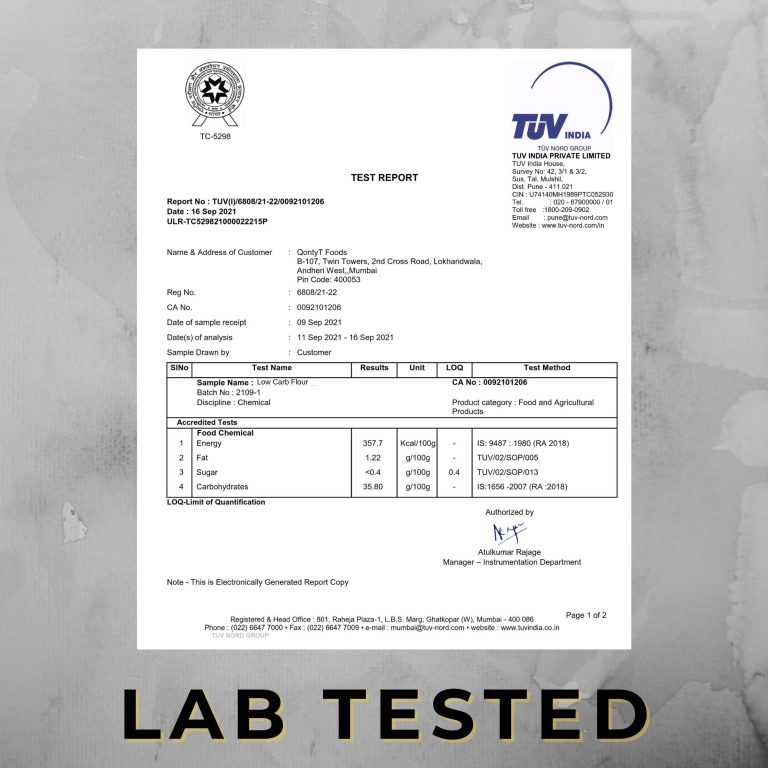 TC-5298
TUV INDIA
TÜV NORD GROUP
TUV INDIA PRIVATE LIMITED
TUV India House,
Survey No: 42, 3/1 & 3/2,
Sus, Tal. Mulshil,
Dist. Pune - 411 021
CIN : U74140MH1989PTC052930
Tel. : 020 - 67900000 / 01
Toll free :1800-209-0902
Email : pune@tuv-nord.com
Website : www.tuv-nord.com/in
TEST REPORT
Report No : TUV(I)/6808/21-22/0092101206
Date : 16 Sep 2021
ULR-TC529821000022215P
Name & Address of Customer : QontyT Foods
B-107, Twin Towers, 2nd Cross Road, Lokhandwala,
Andheri West,,Mumbai
Pin Code: 400053
Reg No. : 6808/21-22
CA No. : 0092101206
Date of sample receipt : 09 Sep 2021
Date(s) of analysis : 11 Sep 2021 - 16 Sep 2021
Sample Drawn by : Customer
SlNo Test Name Results Unit LOQ Test Method
Sample Name : Low Carb Flour CA No : 0092101206
Batch No : 2109-1
Discipline : Chemical Product category : Food and Agricultural
Products
Accredited Tests
Food Chemical
1 Energy 357.7 Kcal/100g - IS: 9487 : 1980 (RA 2018)
2 Fat 1.22 g/100g - TUV/02/SOP/005
3 Sugar <0.4 g/100g 0.4 TUV/02/SOP/013
4 Carbohydrates 35.80 g/100g - IS:1656 -2007 (RA :2018)
LOQ-Limit of Quantification
Authorized by
Atulkumar Rajage
Manager – Instrumentation Department
Note - This is Electronically Generated Report Copy
Page 1 of 2
Registered & Head Office : 801, Raheja Plaza-1, L.B.S. Marg, Ghatkopar (W), Mumbai - 400 086
Phone : (022) 6647 7000 • Fax : (022) 6647 7009 • e-mail : mumbai@tuv-nord.com • website : www.tuvindia.co.in
TUV NORD GROUP
LAB TESTED